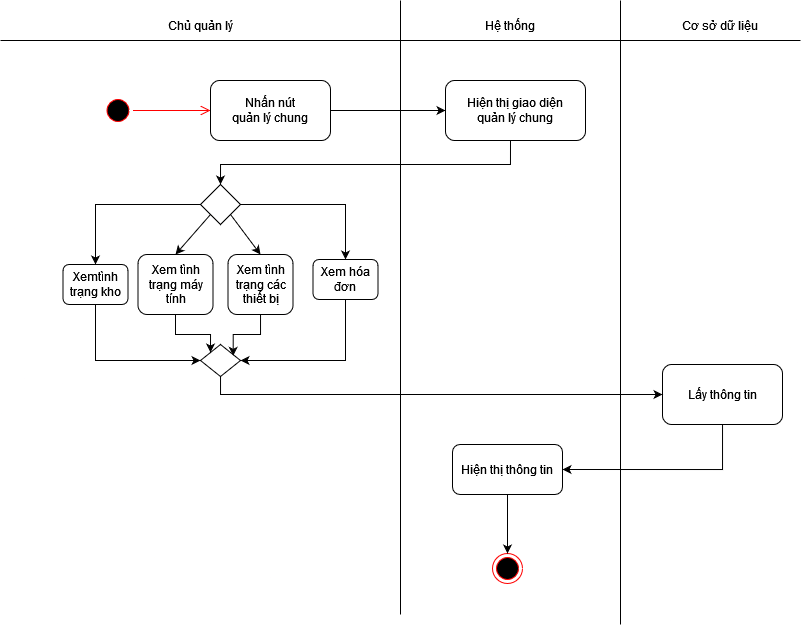 Chủ quản lý
Hệ thống
Cơ sở dữ liệu
Nhấn nút
quản lý chung
Hiện thị giao diện
quản lý chung
Xemtình
trạng kho
Xem tình
trạng máy
tính
Xem tình
trạng các
thiết bị
Xem hóa
đơn
Lấy thông tin
Hiện thị thông tin